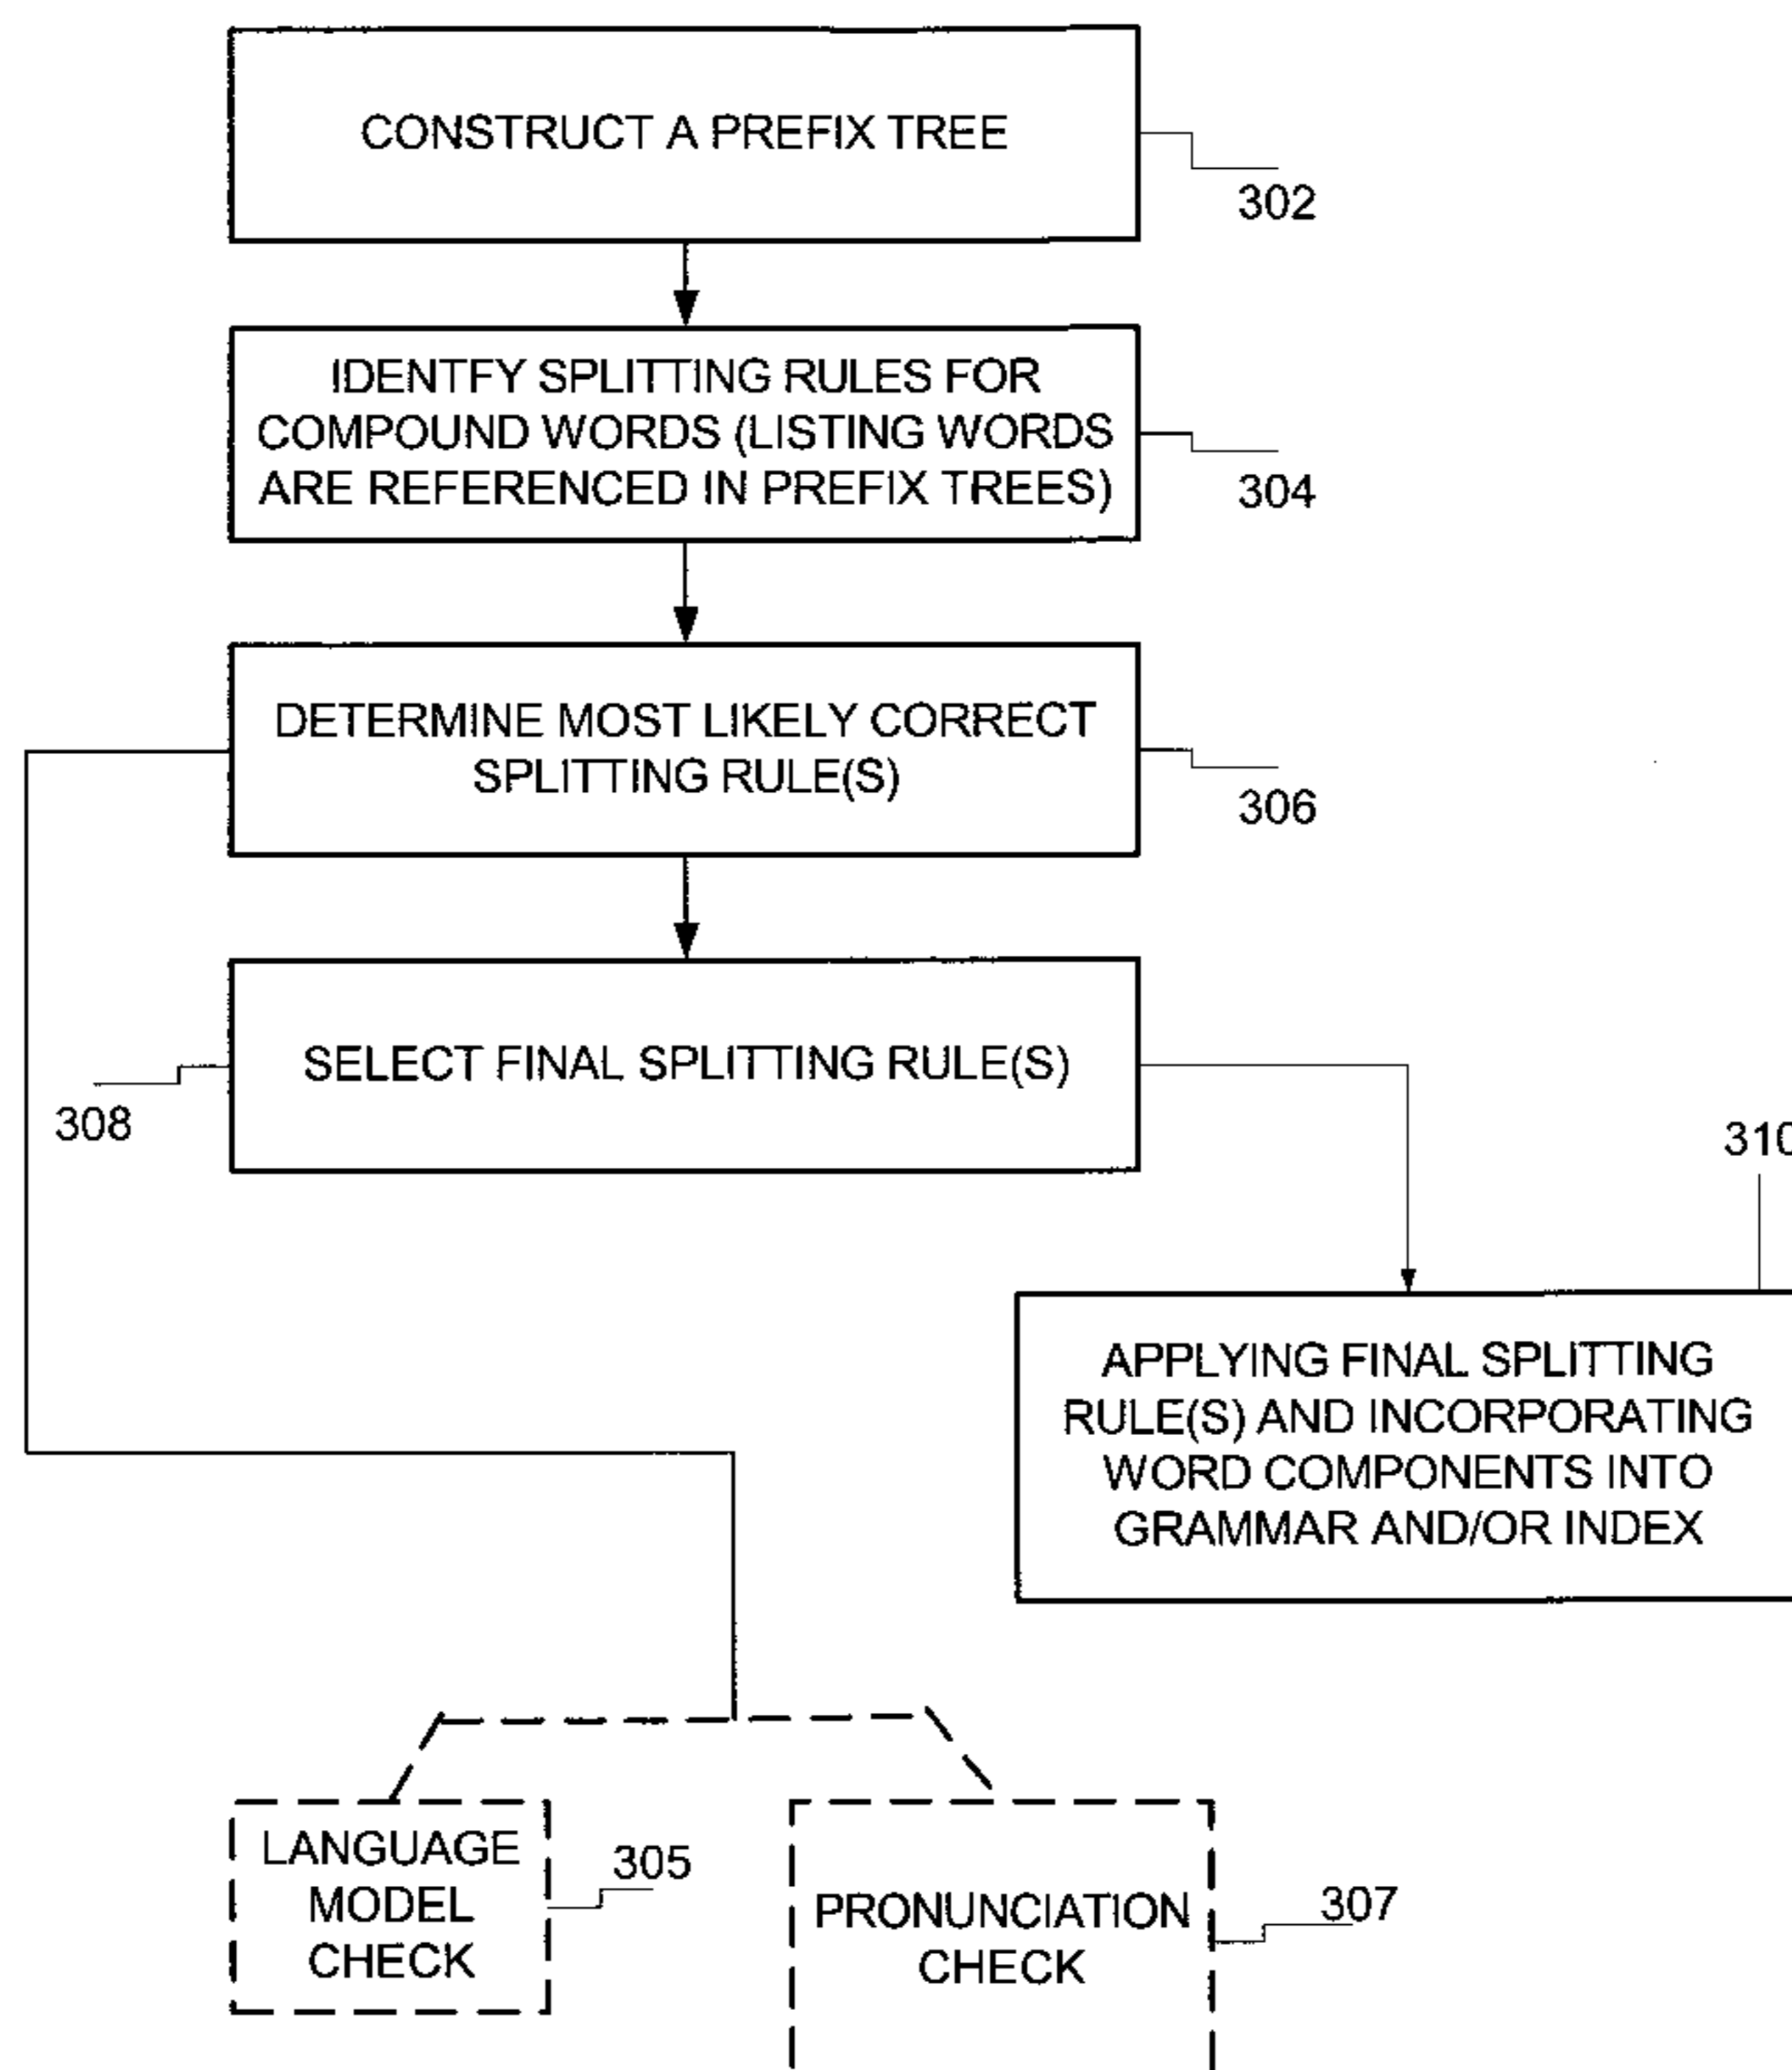 CONSTRUCT A PREFIX TREE
302
IDENTFY SPLITTING RULES FOR
COMPOUND WORDS (LISTING WORDS
ARE REFERENCED IN PREFIX TREES)
304
DETERMINE MOST LIKELY CORRECT
SPLITTING RULE(S)
306
SELECT FINAL SPLITTING RULE(S)
308
310
APPLYING FINAL SPLITTING
RULE(S) AND INCORPORATING
WORD COMPONENTS INTO
GRAMMAR AND/OR INDEX
LANGUAGE
MODEL
CHECK
305
PRONUNCIATION
CHECK
307